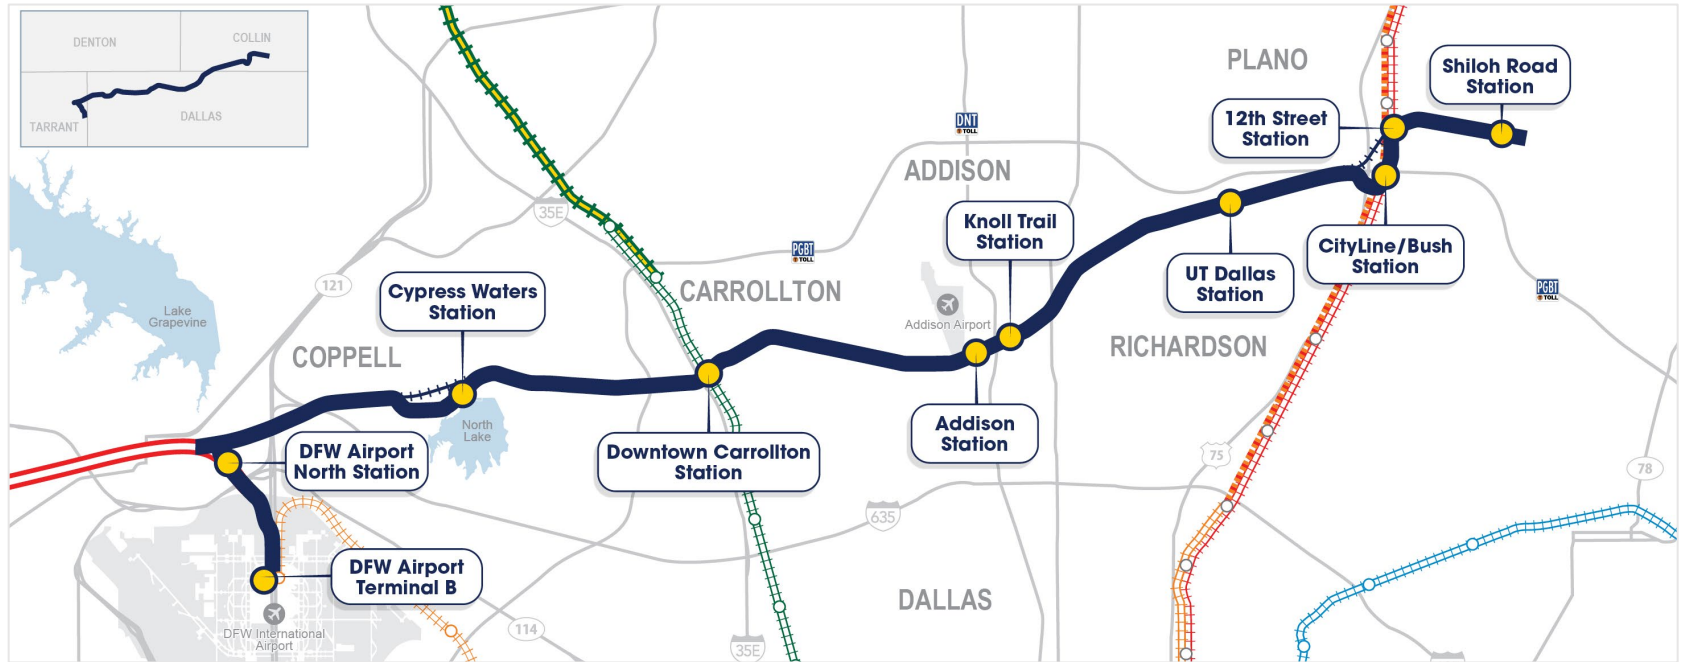 DENTON
COLLIN
TARRANT
DALLAS
PLANO
Shiloh Road
Station
12th Street
Station
DNT
TOLL
ADDISON
35E
Knoll Trail
Station
PGBT
TOLL
CityLine/Bush
Station
UT Dallas
Station
PGBT
TOLL
121
Cypress Waters
Station
CARROLLTON
Lake
Grapevine
Addison Airport
COPPELL
RICHARDSON
North
Lake
Addison
Station
DFW Airport
North Station
Downtown Carrollton
Station
75
78
635
DFW Airport
Terminal B
DALLAS
DFW International
Airport
114
35E